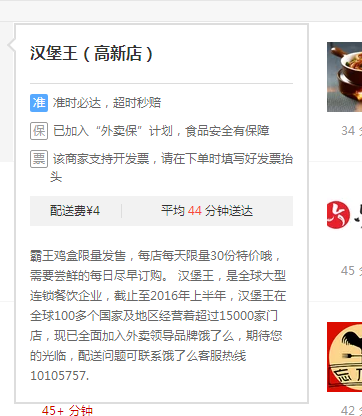 汉堡王（高新店）
准 准时必达，超时秒赔
保 已加入“外卖保”计划，食品安全有保障
票 该商家支持开发票，请在下单时填写好发票抬
头
配送费¥4 平均 44 分钟送达
霸王鸡盒限量发售，每店每天限量30份特价哦，
需要尝鲜的每日尽早订购。 汉堡王，是全球大型
连锁餐饮企业，截止至2016年上半年，汉堡王在
全球100多个国家及地区经营着超过15000家门
店，现已全面加入外卖领导品牌饿了么，期待您
的光临，配送问题可联系饿了么客服热线
10105757.
34 分
45 分
45+ 分钟
42 分